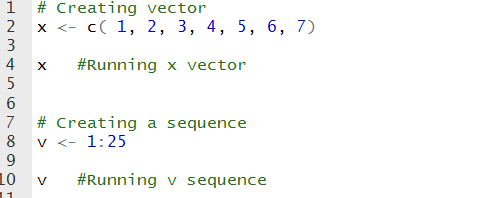 1 # Creating vector
2 x <- c( 1, 2, 3, 4, 5, 6, 7)
3
4 x #Running x vector
5
6
7 # Creating a sequence
8 v <- 1:25
9
10 v #Running v sequence
11